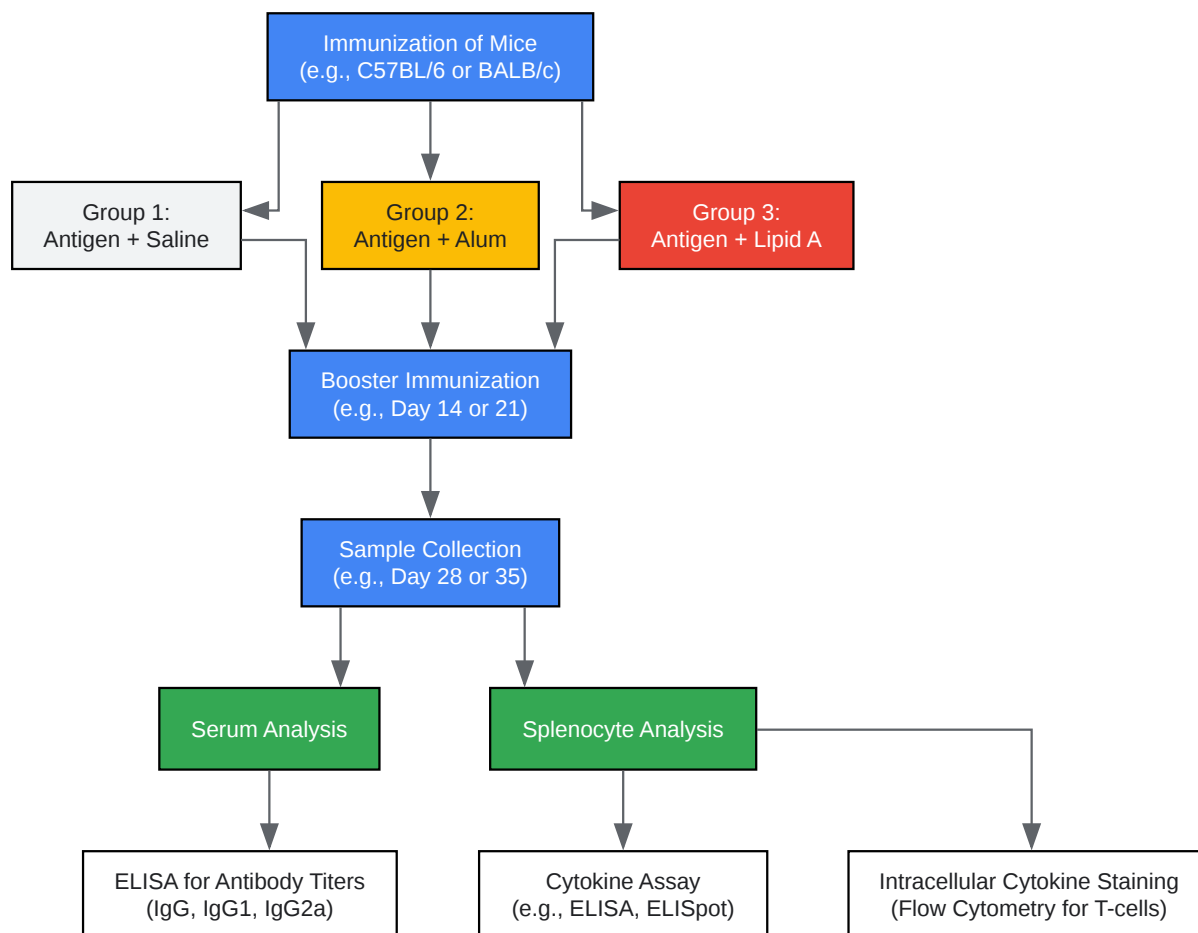 Immunization of Mice
(e.g., C57BL/6 or BALB/c)
Group 1:
Antigen + Saline
Group 2:
Antigen + Alum
Group 3:
Antigen + Lipid A
Booster Immunization
(e.g., Day 14 or 21)
Sample Collection
(e.g., Day 28 or 35)
Serum Analysis
Splenocyte Analysis
ELISA for Antibody Titers
(IgG, IgG1, IgG2a)
Cytokine Assay
(e.g., ELISA, ELISpot)
Intracellular Cytokine Staining
(Flow Cytometry for T-cells)